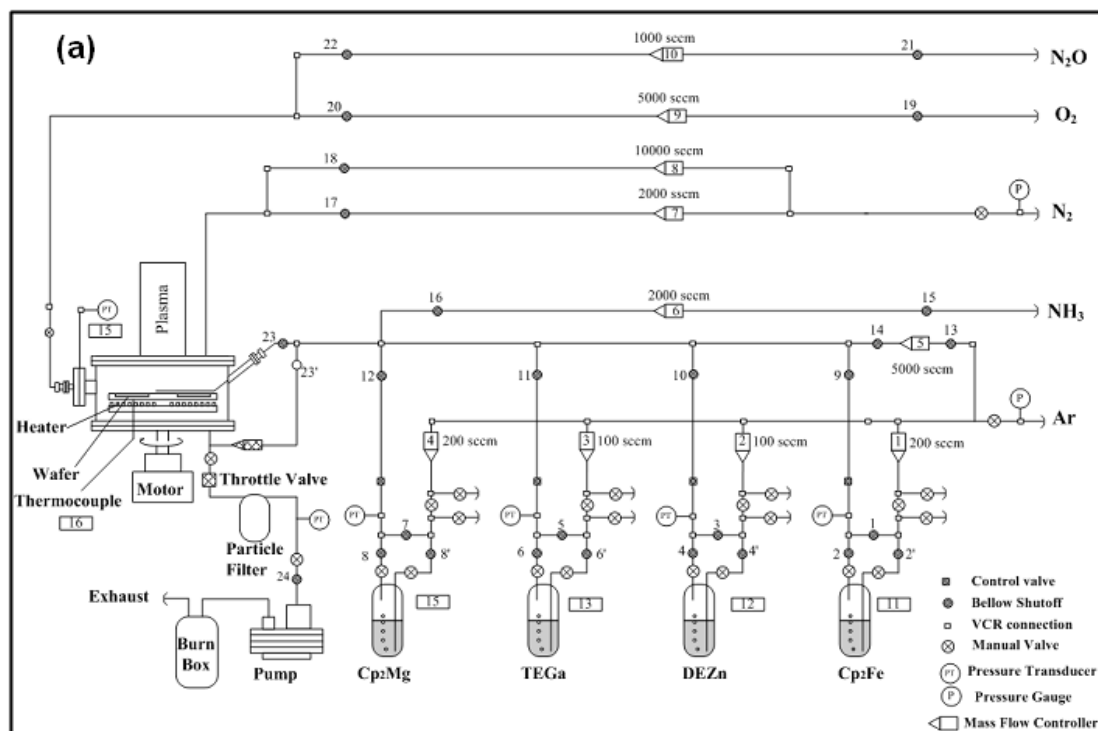 (a)
22
1000 sccm
10
21
N₂O
20
5000 sccm
9
19
O₂
18
10000 sccm
8
17
2000 sscm
7
P
N₂
Plasma
PT
15
16
2000 sccm
6
15
NH₃
23
23'
14
5
13
5000 sccm
12
11
10
9
P
Ar
4
200 sccm
3
100 sccm
2
100 sccm
1
200 sccm
Heater
Wafer
Thermocouple
16
Motor
Throttle Valve
Particle
Filter
PT
24
Exhaust
Burn
Box
Pump
PT
7
8
8'
15
Cp₂Mg
PT
5
6
6'
13
TEGa
PT
3
4
4'
12
DEZn
PT
1
2
2'
11
Cp₂Fe
Control valve
Bellow Shutoff
VCR connection
Manual Valve
PT Pressure Transducer
P Pressure Gauge
Mass Flow Controller